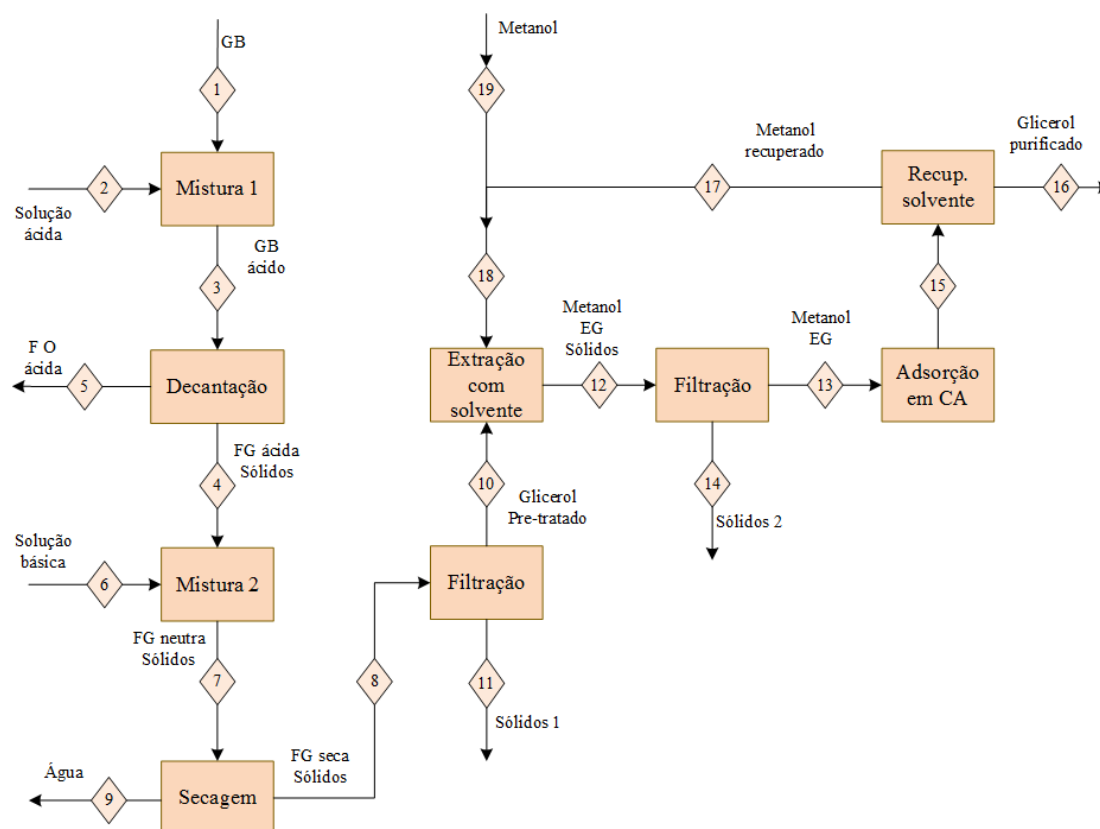 GB
1
Mistura 1
2
Solução
ácida
GB
ácido
3
F O
ácida
5
Decantação
FG ácida
Sólidos
4
Solução
básica
6
Mistura 2
FG neutra
Sólidos
7
Água
9
Secagem
FG seca
Sólidos
8
Filtração
11
Sólidos 1
10
Glicerol
Pre-tratado
Metanol
19
18
Extração
com
solvente
Metanol
EG
Sólidos
12
Filtração
14
Sólidos 2
Metanol
EG
13
Adsorção
em CA
15
Recup.
solvente
Metanol
recuperado
17
Glicerol
purificado
16